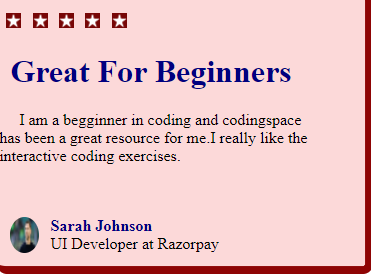 Great For Beginners
I am a begginner in coding and codingspace
has been a great resource for me.I really like the
interactive coding exercises.
Sarah Johnson
UI Developer at Razorpay